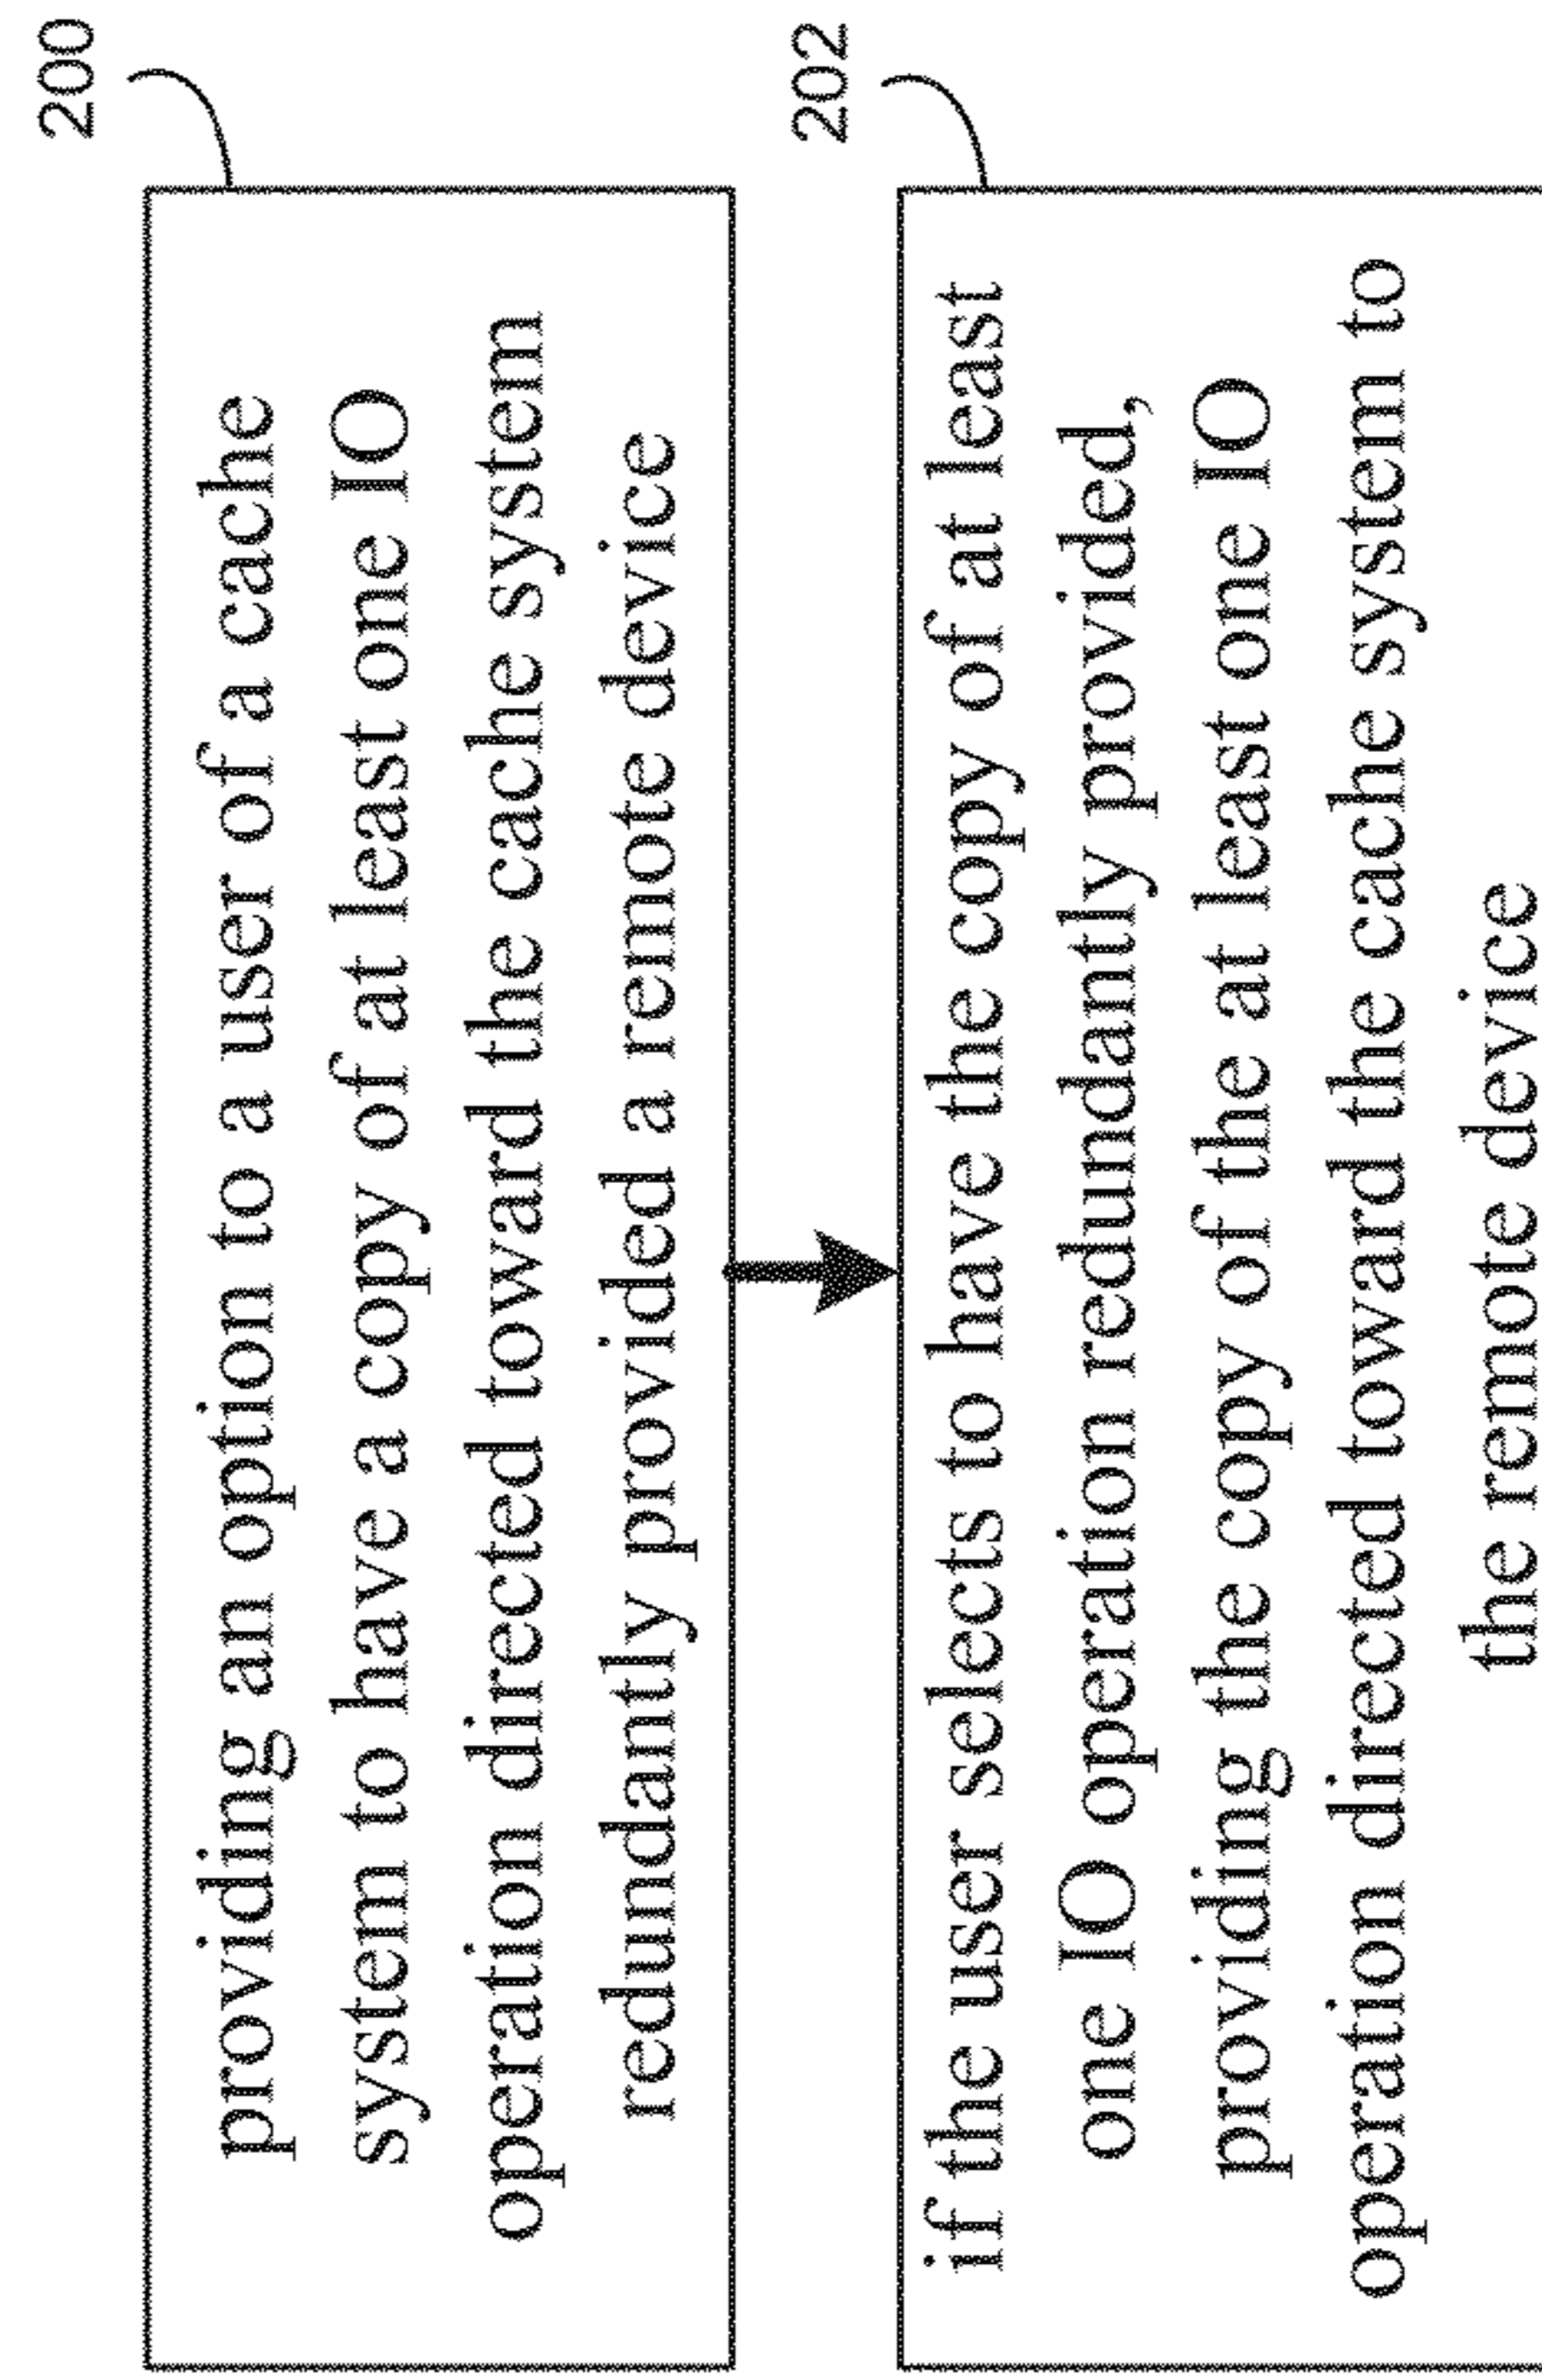 200
providing an option to a user of a cache
system to have a copy of at least one IO
operation directed toward the cache system
redundantly provided a remote device
202
if the user selects to have the copy of at least
one IO operation redundantly provided,
providing the copy of the at least one IO
operation directed toward the cache system to
the remote device